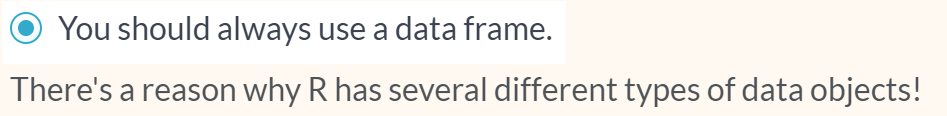 You should always use a data frame.
There's a reason why R has several different types of data objects!